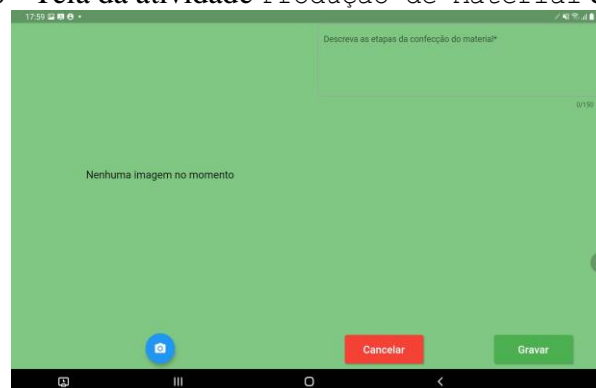 Tela da atividade Produção de Material
17:59
Descreva as etapas da confecção do material*
0/150
Nenhuma imagem no momento
Cancelar
Gravar